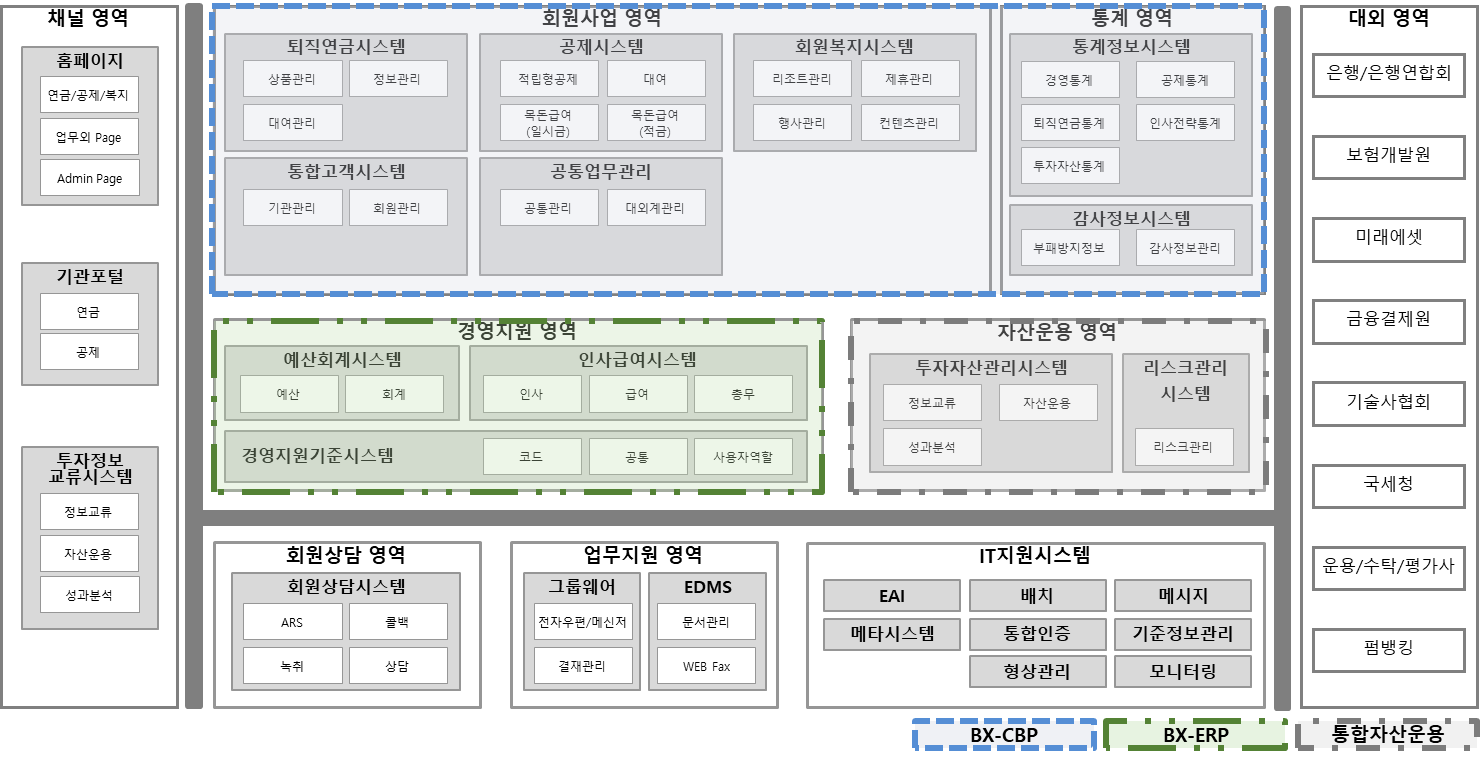 채널 영역
홈페이지
연금/공제/복지
업무외 Page
Admin Page
기관포털
연금
공제
투자정보
교류시스템
정보교류
자산운용
성과분석
회원사업 영역
퇴직연금시스템
상품관리
정보관리
대여관리
공제시스템
적립형공제
대여
목돈급여
(일시금)
목돈급여
(적금)
회원복지시스템
리조트관리
제휴관리
행사관리
컨텐츠관리
통합고객시스템
기관관리
회원관리
공통업무관리
공통관리
대외계관리
통계 영역
통계정보시스템
경영통계
공제통계
퇴직연금통계
인사전략통계
투자자산통계
감사정보시스템
부패방지정보
감사정보관리
경영지원 영역
예산회계시스템
예산
회계
인사급여시스템
인사
급여
총무
경영지원기준시스템
코드
공통
사용자역할
자산운용 영역
투자자산관리시스템
정보교류
자산운용
성과분석
리스크관리
시스템
리스크관리
회원상담 영역
회원상담시스템
ARS
콜백
녹취
상담
업무지원 영역
그룹웨어
전자우편/메신저
결재관리
EDMS
문서관리
WEB Fax
IT지원시스템
EAI
배치
메시지
메타시스템
통합인증
기준정보관리
형상관리
모니터링
대외 영역
은행/은행연합회
보험개발원
미래에셋
금융결제원
기술사협회
국세청
운용/수탁/평가사
펌뱅킹
BX-CBP
BX-ERP
통합자산운용